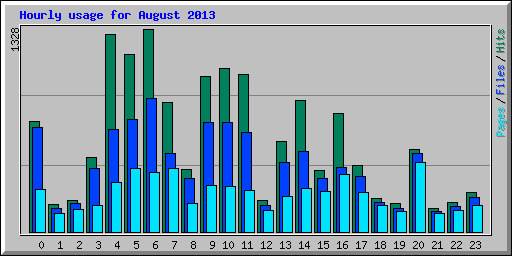 Hourly usage for August 2013
1328
Pages/Files/Hits
0 1 2 3 4 5 6 7 8 9 10 11 12 13 14 15 16 17 18 19 20 21 22 23